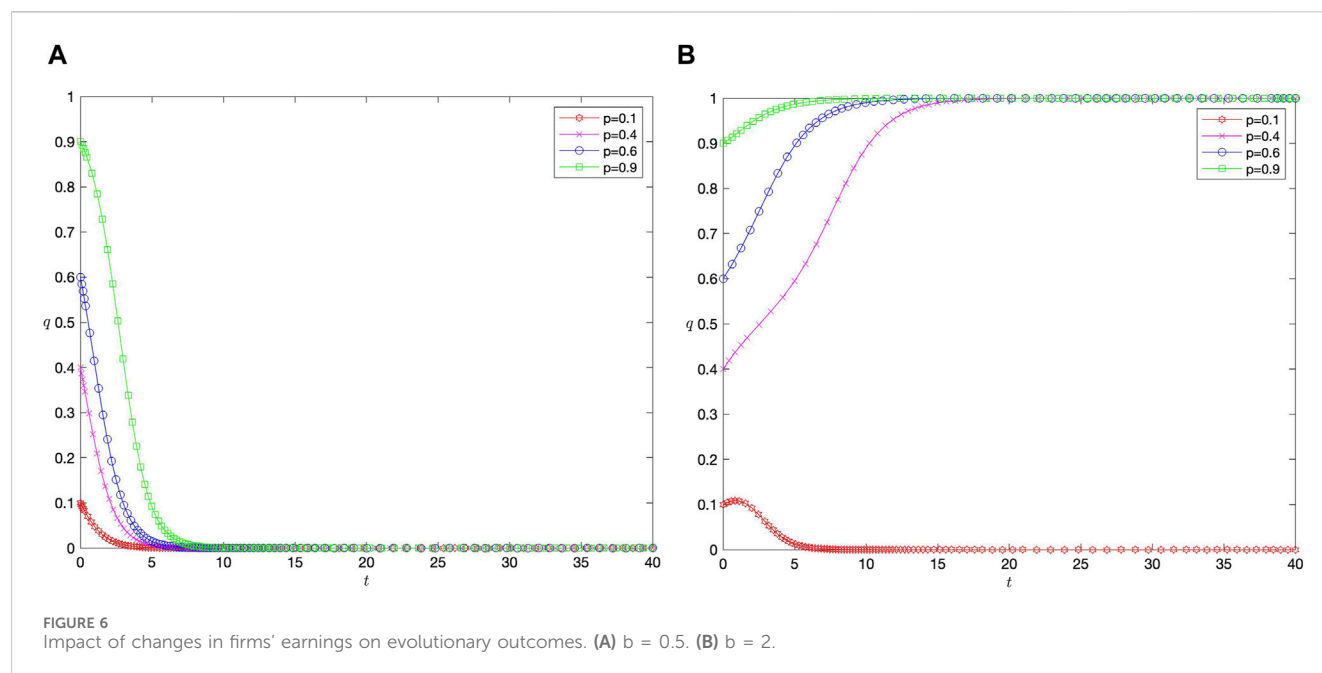 A
1
0.9
0.8
0.7
0.6
q 0.5
0.4
0.3
0.2
0.1
0
0 5 10 15 20 25 30 35 40
t
p=0.1
p=0.4
p=0.6
p=0.9
B
1
0.9
0.8
0.7
0.6
q 0.5
0.4
0.3
0.2
0.1
0
0 5 10 15 20 25 30 35 40
t
p=0.1
p=0.4
p=0.6
p=0.9
FIGURE 6
Impact of changes in firms' earnings on evolutionary outcomes. (A) b = 0.5. (B) b = 2.